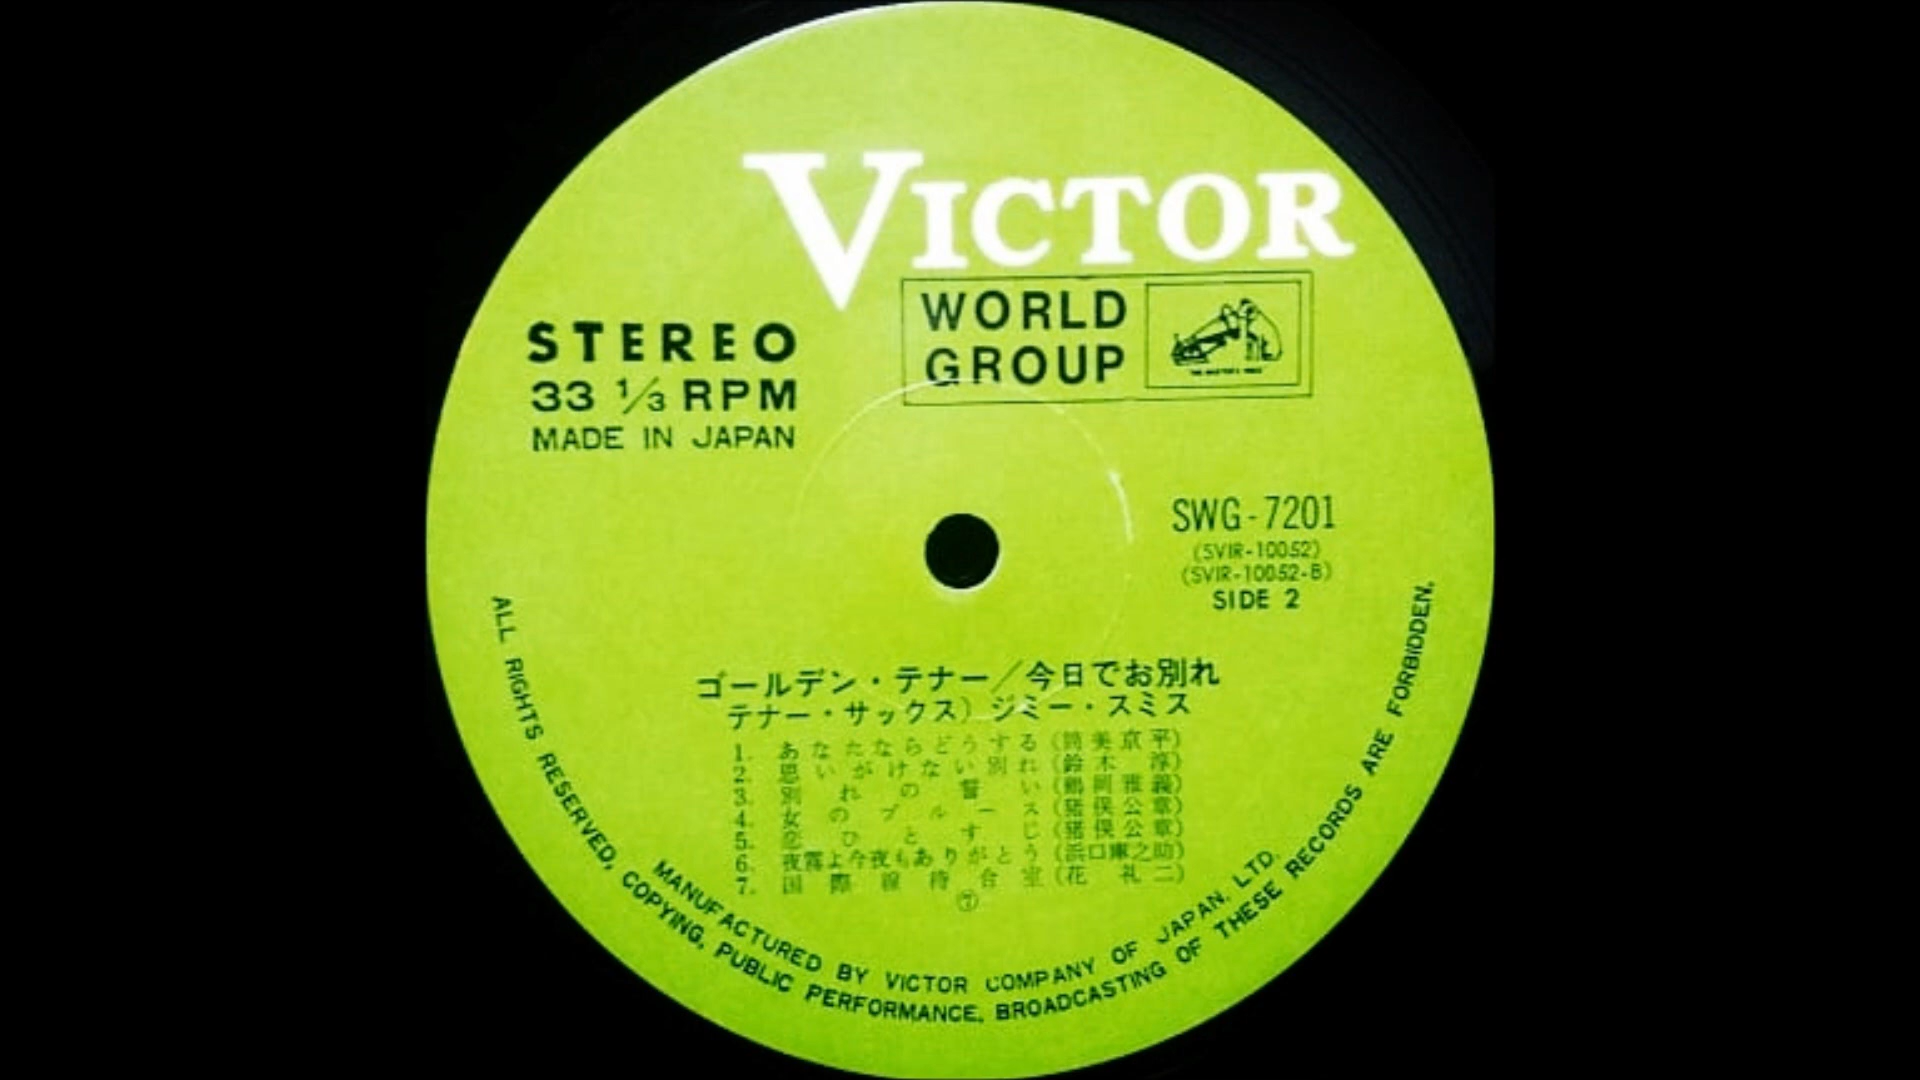 VICTOR
WORLD
GROUP
STEREO
33 1/3 RPM
MADE IN JAPAN
SWG-7201
(SVIR-10052)
(SVIR-10052-B)
SIDE 2
ゴールデン・テナー／今日でお別れ
テナー・サックス）ジミー・スミス
1. あなたならどうする（筒美京平）
2. 思いがけない別れ（鈴木 淳）
3. 別れの誓い（鶴岡雅義）
4. 女のブルース（猪俣公章）
5. 恋ひとすじ（猪俣公章）
6. 夜霧よ今夜もありがとう（浜口庫之助）
7. 国際線待合室（花 礼二）
⑦
MANUFACTURED BY VICTOR COMPANY OF JAPAN, LTD.
ALL RIGHTS RESERVED, COPYING, PUBLIC PERFORMANCE, BROADCASTING OF THESE RECORDS ARE FORBIDDEN.